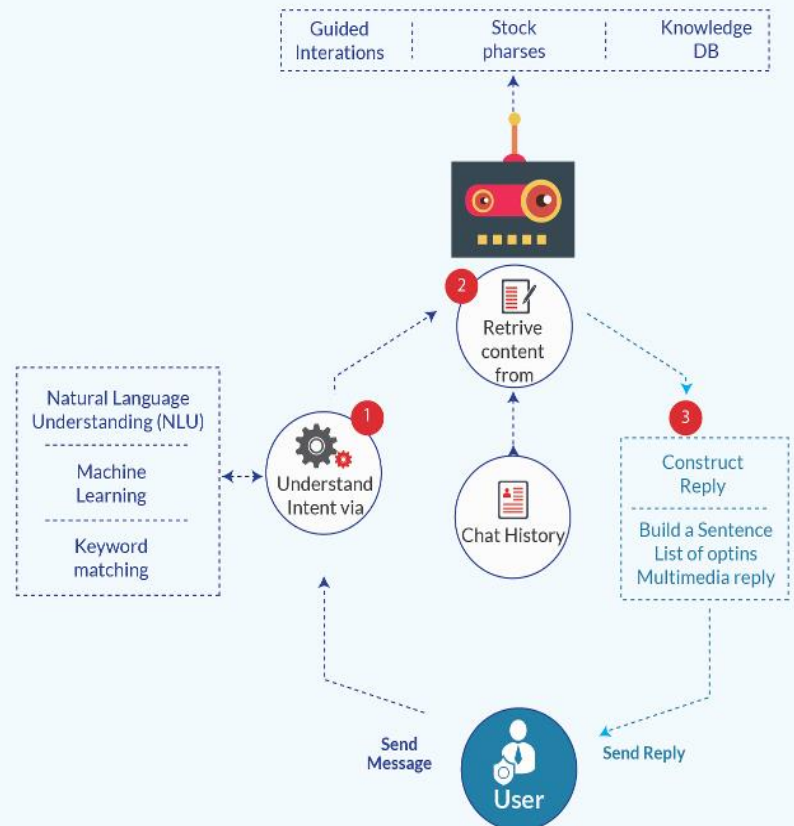 Guided
Interations
Stock
pharses
Knowledge
DB
2
Retrive
content
from
Natural Language
Understanding (NLU)
Machine
Learning
Keyword
matching
1
Understand
Intent via
Chat History
3
Construct
Reply
Build a Sentence
List of optins
Multimedia reply
Send
Message
User
Send Reply